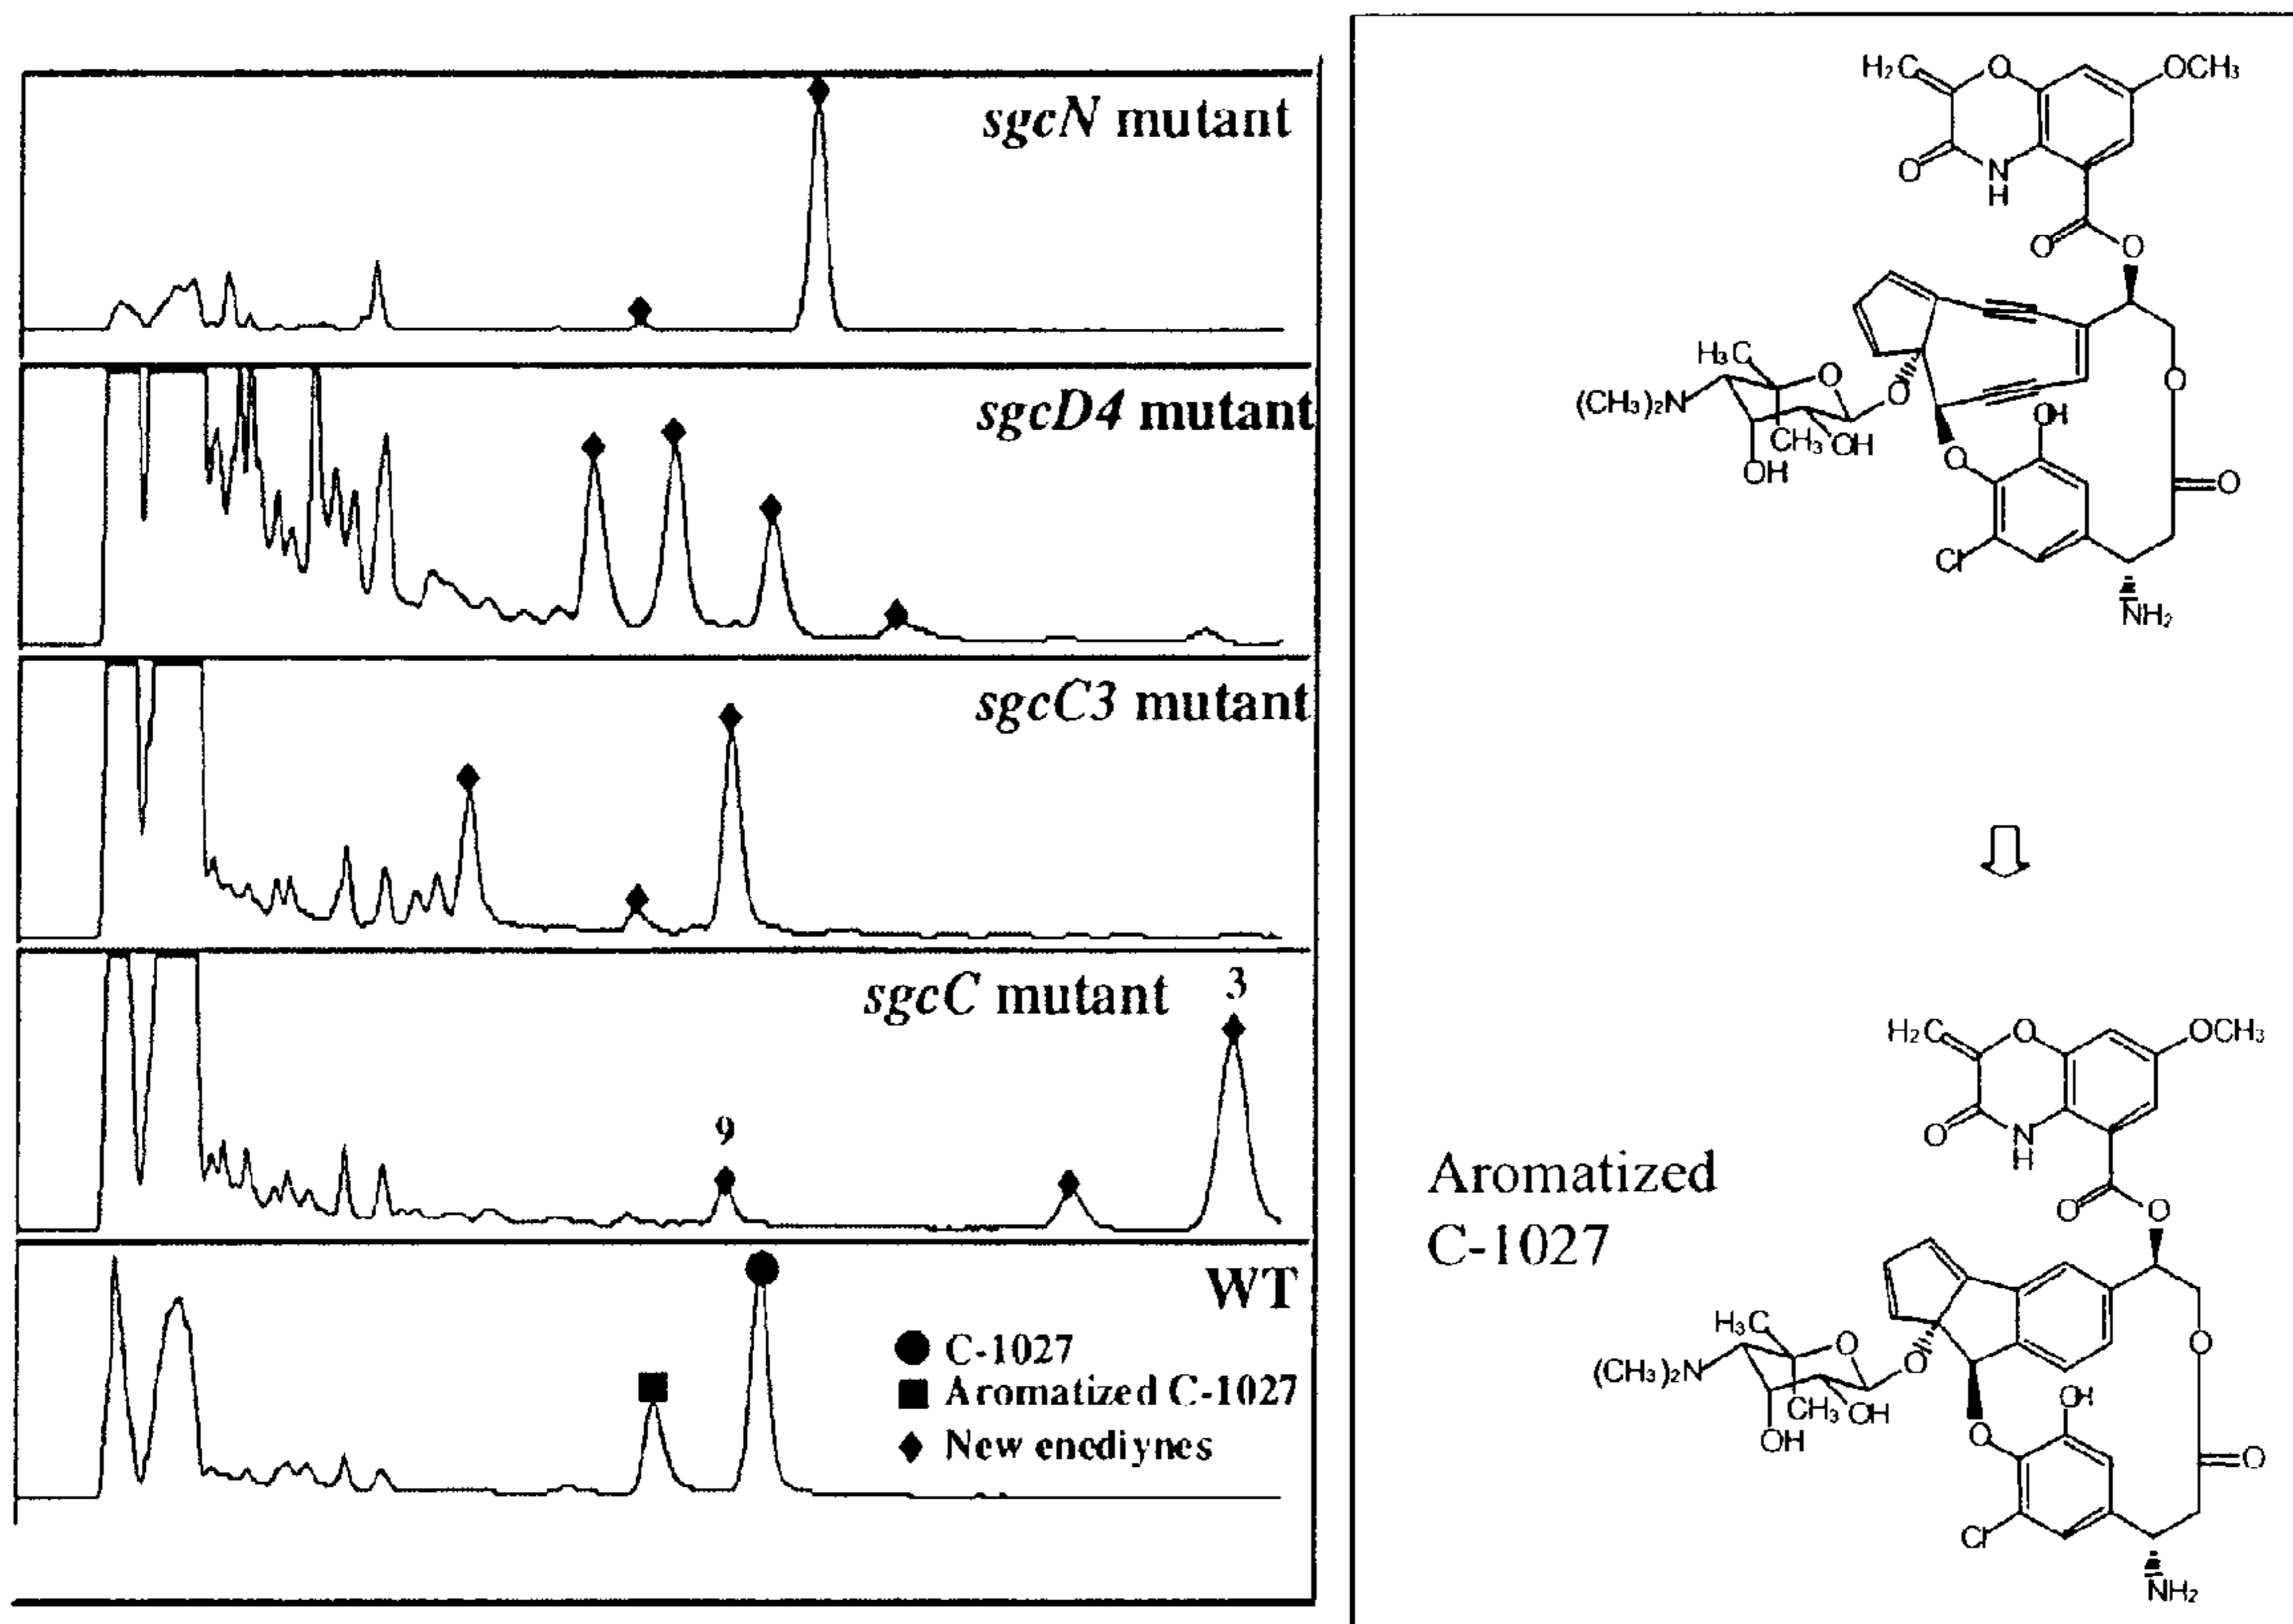 sgcN mutant
sgcD4 mutant
sgcC3 mutant
sgcC mutant
3
9
WT
C-1027
Aromatized C-1027
New enediynes
H₂C
O
OCH₃
O
N
H
O
O
H₃C
O
O
(CH₃)₂N
CH₃
OH
OH
OH
O
O
O
Cl
NH₂
Aromatized
C-1027
H₂C
O
OCH₃
O
N
H
O
O
H₃C
O
O
(CH₃)₂N
CH₃
OH
OH
OH
O
O
O
Cl
NH₂